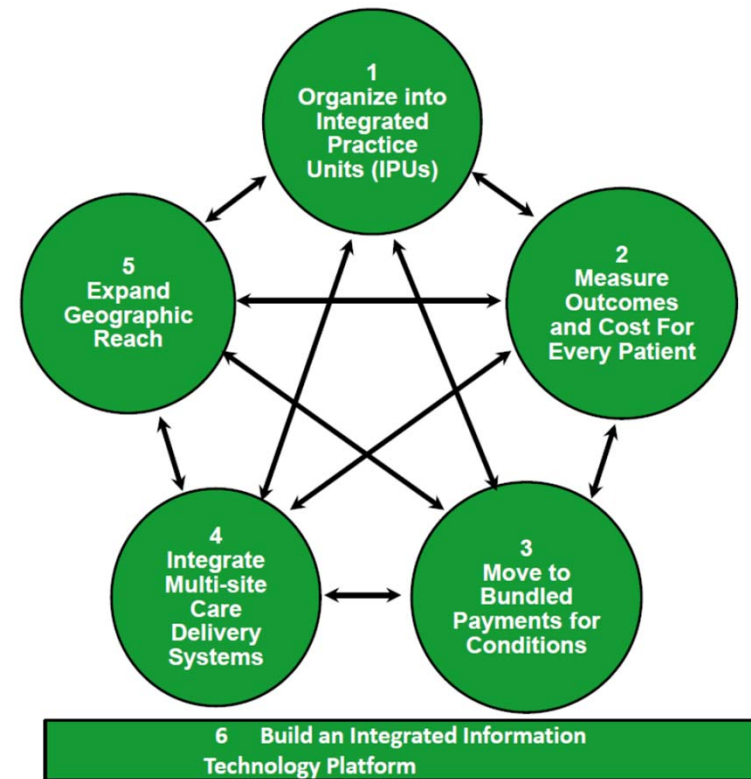 1
Organize into
Integrated
Practice
Units (IPUs)
2
Measure
Outcomes
and Cost For
Every Patient
3
Move to
Bundled
Payments for
Conditions
4
Integrate
Multi-site
Care
Delivery
Systems
5
Expand
Geographic
Reach
6 Build an Integrated Information
Technology Platform